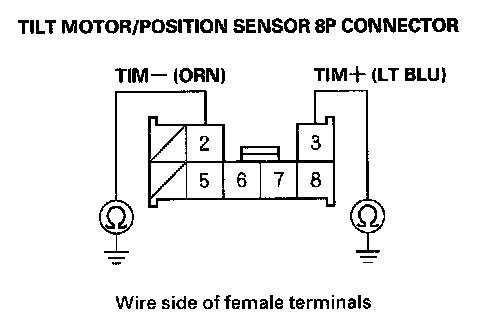 TILT MOTOR/POSITION SENSOR 8P CONNECTOR
TIM− (ORN) TIM+ (LT BLU)
2 3
5 6 7 8
Ω Ω
Wire side of female terminals